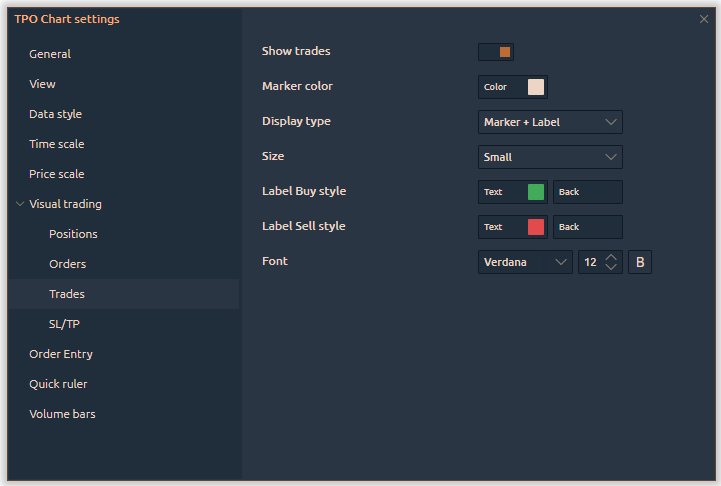 TPO Chart settings
General
View
Data style
Time scale
Price scale
Visual trading
Positions
Orders
Trades
SL/TP
Order Entry
Quick ruler
Volume bars
Show trades
Marker color Color
Display type Marker + Label
Size Small
Label Buy style Text Back
Label Sell style Text Back
Font Verdana 12 B